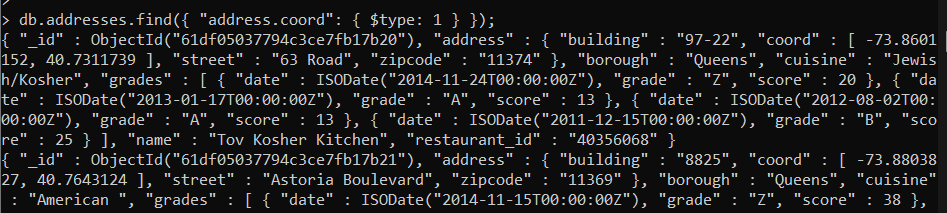 > db.addresses.find({ "address.coord": { $type: 1 } });
{ "_id" : ObjectId("61df05037794c3ce7fb17b20"), "address" : { "building" : "97-22", "coord" : [ -73.8601
152, 40.7311739 ], "street" : "63 Road", "zipcode" : "11374" }, "borough" : "Queens", "cuisine" : "Jewis
h/Kosher", "grades" : [ { "date" : ISODate("2014-11-24T00:00:00Z"), "grade" : "Z", "score" : 20 }, { "da
te" : ISODate("2013-01-17T00:00:00Z"), "grade" : "A", "score" : 13 }, { "date" : ISODate("2012-08-02T00:
00:00Z"), "grade" : "A", "score" : 13 }, { "date" : ISODate("2011-12-15T00:00:00Z"), "grade" : "B", "sco
re" : 25 } ], "name" : "Tov Kosher Kitchen", "restaurant_id" : "40356068" }
{ "_id" : ObjectId("61df05037794c3ce7fb17b21"), "address" : { "building" : "8825", "coord" : [ -73.88038
27, 40.7643124 ], "street" : "Astoria Boulevard", "zipcode" : "11369" }, "borough" : "Queens", "cuisine"
: "American ", "grades" : [ { "date" : ISODate("2014-11-15T00:00:00Z"), "grade" : "Z", "score" : 38 },